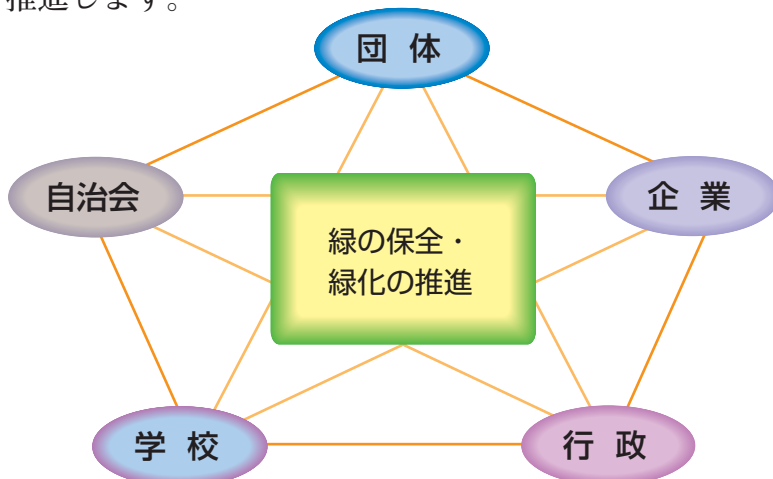 推進します。
団 体
自治会
企 業
緑の保全・
緑化の推進
学 校
行 政